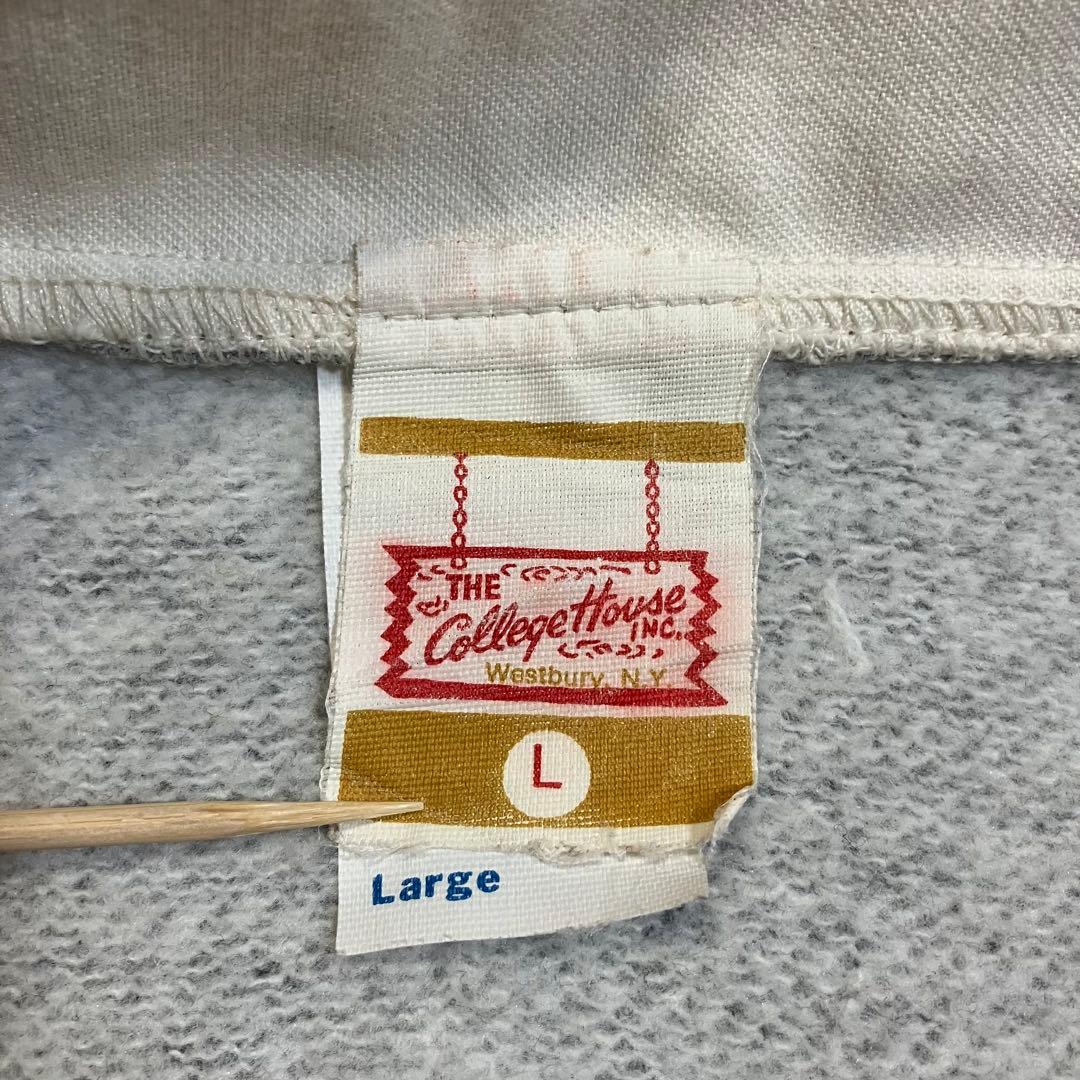 THE
College House
INC.
Westbury, N.Y.
L
Large